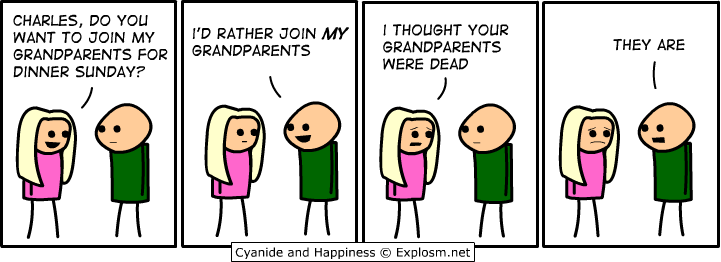 CHARLES, DO YOU
WANT TO JOIN MY
GRANDPARENTS FOR
DINNER SUNDAY?
I'D RATHER JOIN MY
GRANDPARENTS
I THOUGHT YOUR
GRANDPARENTS
WERE DEAD
THEY ARE
Cyanide and Happiness © Explosm.net